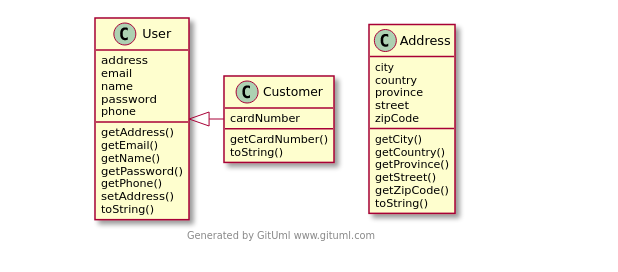 C User
address
email
name
password
phone
getAddress()
getEmail()
getName()
getPassword()
getPhone()
setAddress()
toString()
C Customer
cardNumber
getCardNumber()
toString()
C Address
city
country
province
street
zipCode
getCity()
getCountry()
getProvince()
getStreet()
getZipCode()
toString()
Generated by GitUml www.gituml.com